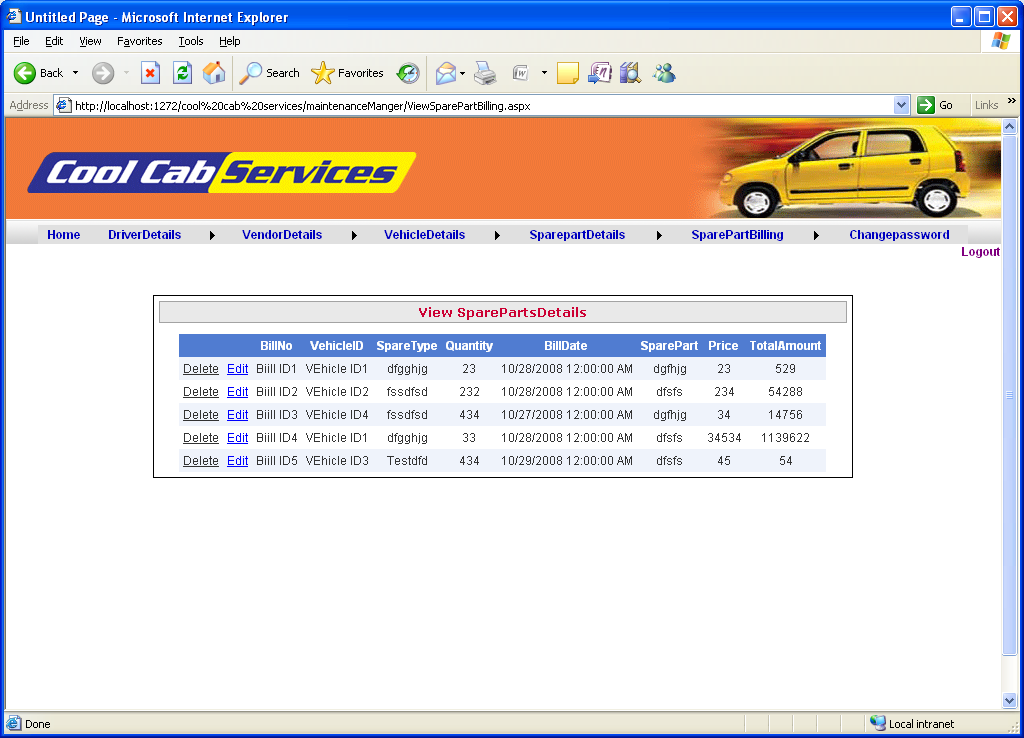 Untitled Page - Microsoft Internet Explorer
File Edit View Favorites Tools Help
Back Search Favorites
Address http://localhost:1272/cool%20cab%20services/maintenanceManger/ViewSparePartBilling.aspx Go Links »
Cool Cab Services
Home DriverDetails VendorDetails VehicleDetails SparepartDetails SparePartBilling Changepassword
Logout
View SparePartsDetails
BillNo VehicleID SpareType Quantity BillDate SparePart Price TotalAmount
Delete Edit Biill ID1 VEhicle ID1 dfgghjg 23 10/28/2008 12:00:00 AM dgfhjg 23 529
Delete Edit Biill ID2 VEhicle ID2 fssdfsd 232 10/28/2008 12:00:00 AM dfsfs 234 54288
Delete Edit Biill ID3 VEhicle ID4 fssdfsd 434 10/27/2008 12:00:00 AM dgfhjg 34 14756
Delete Edit Biill ID4 VEhicle ID1 dfgghjg 33 10/28/2008 12:00:00 AM dfsfs 34534 1139622
Delete Edit Biill ID5 VEhicle ID3 Testdfd 434 10/29/2008 12:00:00 AM dfsfs 45 54
Done Local intranet